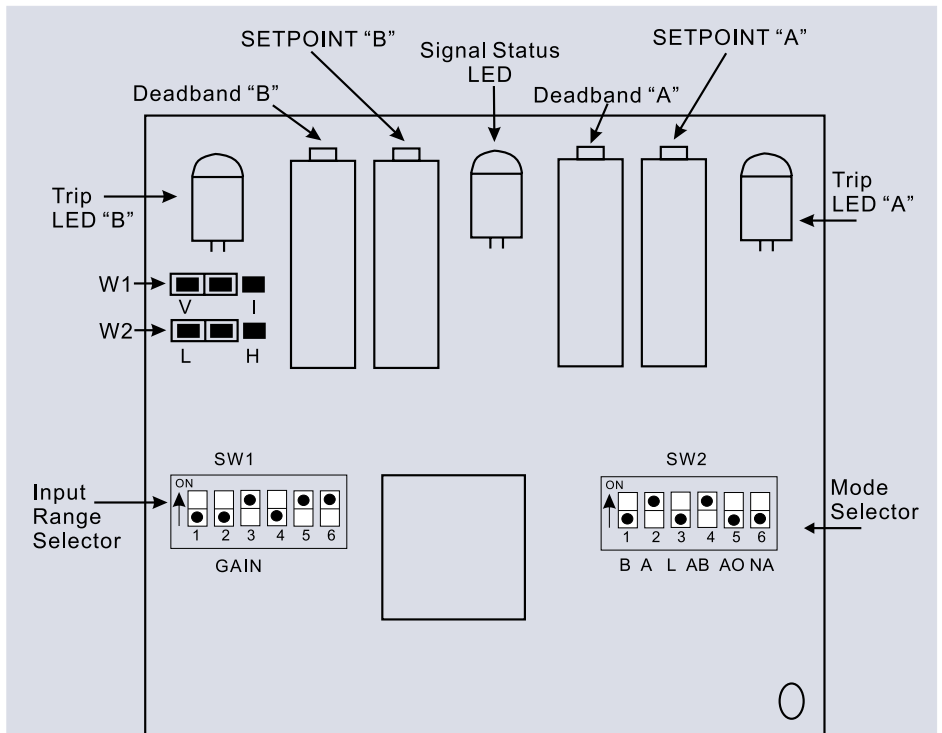 SETPOINT “B”
Signal Status
LED
SETPOINT “A”
Deadband “B”
Deadband “A”
Trip
LED “B”
Trip
LED “A”
W1
V I
W2
L H
SW1
ON
1 2 3 4 5 6
GAIN
Input
Range
Selector
SW2
ON
1 2 3 4 5 6
B A L AB AO NA
Mode
Selector